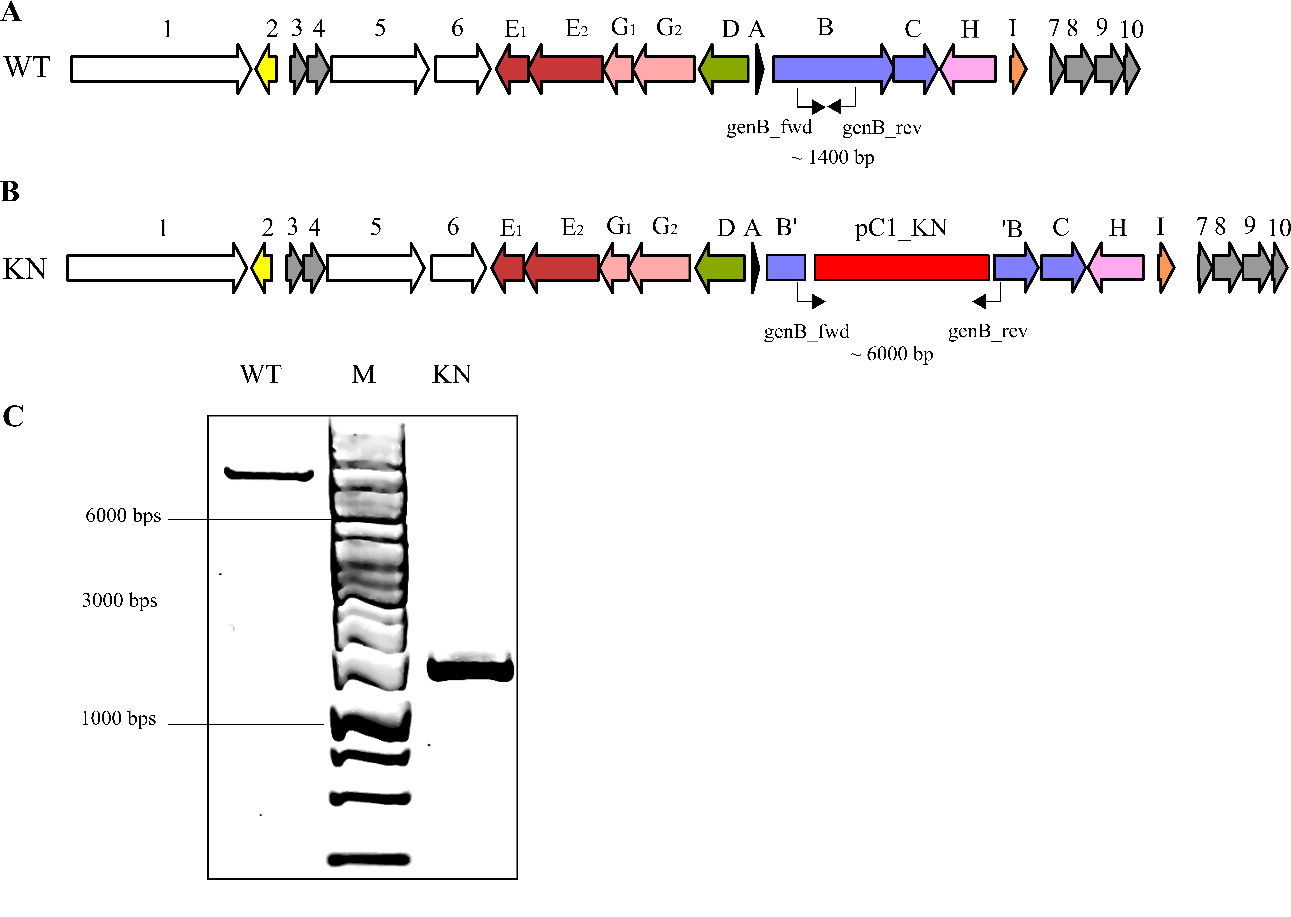 A
1 2 3 4 5 6 E1 E2 G1 G2 D A B C H I 7 8 9 10
WT
genB_fwd genB_rev
~ 1400 bp
B
1 2 3 4 5 6 E1 E2 G1 G2 D A B' pC1_KN 'B C H I 7 8 9 10
KN
genB_fwd genB_rev
~ 6000 bp
WT M KN
C
6000 bps
3000 bps
1000 bps